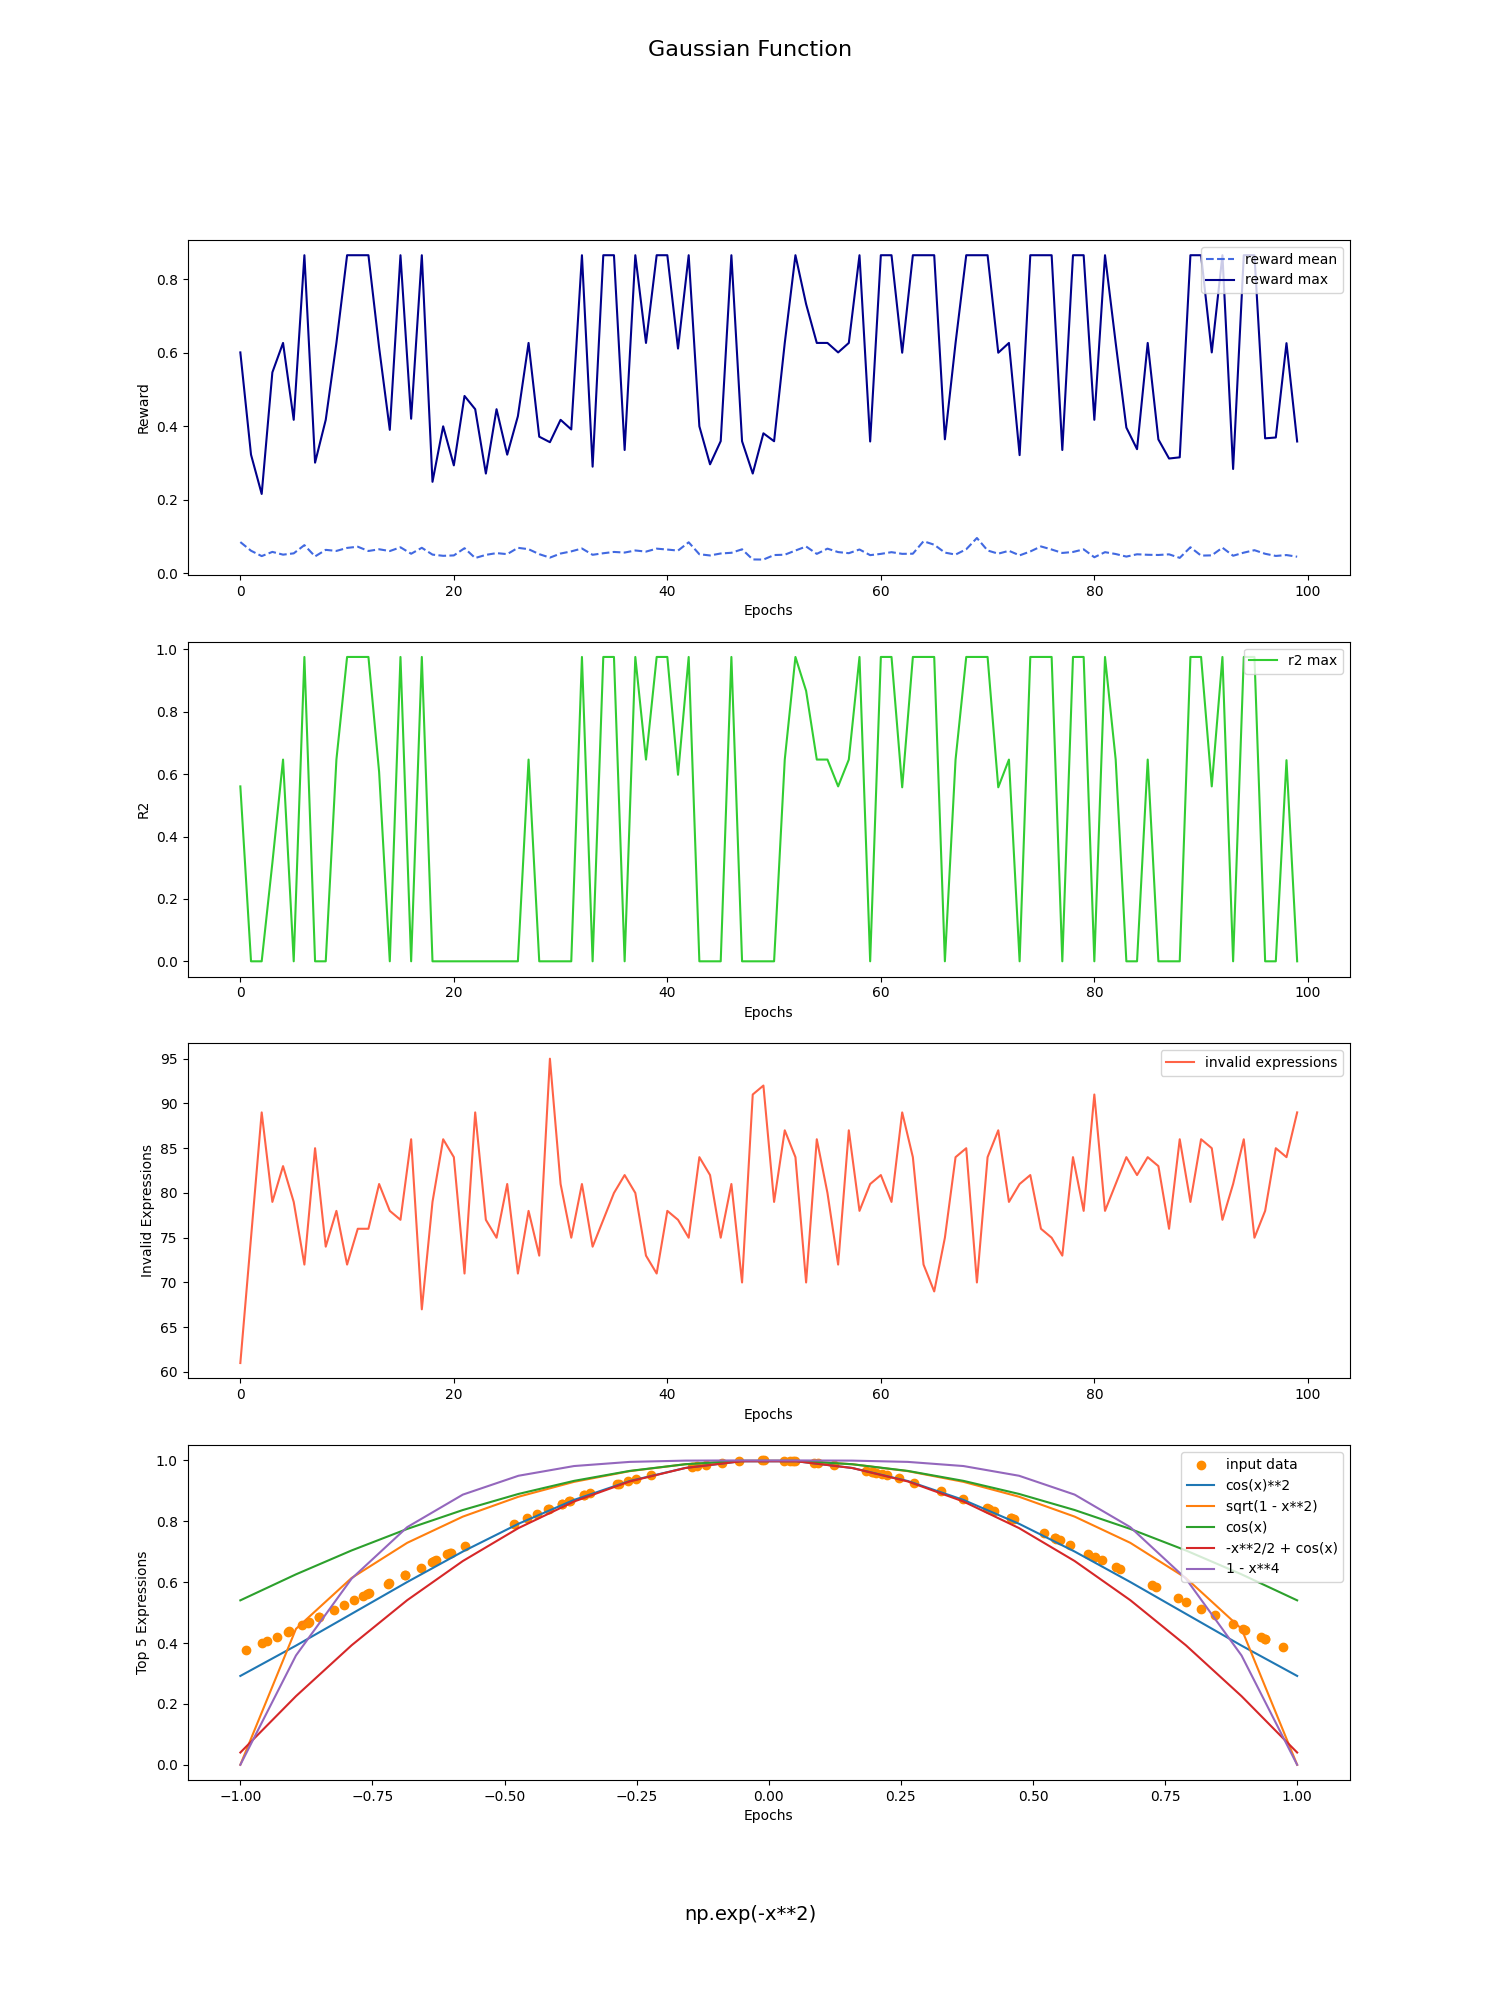 Gaussian Function
0.8
0.6
0.4
0.2
0.0
Reward
reward mean
reward max
0
20
40
60
80
100
Epochs
1.0
0.8
0.6
0.4
0.2
0.0
R2
r2 max
0
20
40
60
80
100
Epochs
95
90
85
80
75
70
65
60
Invalid Expressions
invalid expressions
0
20
40
60
80
100
Epochs
1.0
0.8
0.6
0.4
0.2
0.0
Top 5 Expressions
input data
cos(x)**2
sqrt(1 - x**2)
cos(x)
-x**2/2 + cos(x)
1 - x**4
−1.00
−0.75
−0.50
−0.25
0.00
0.25
0.50
0.75
1.00
Epochs
np.exp(-x**2)